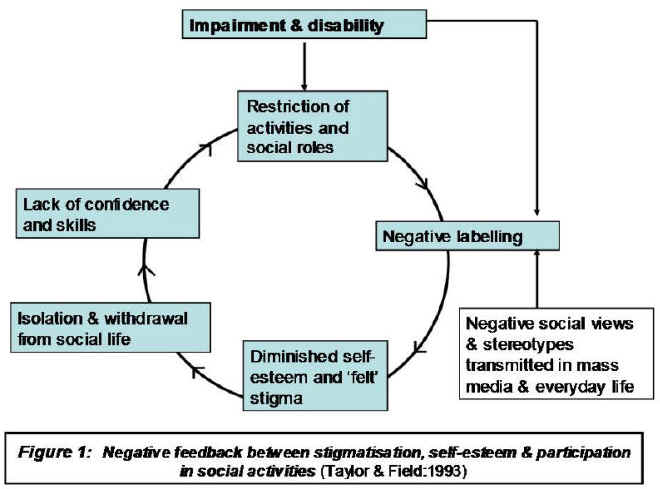 Impairment & disability
Restriction of
activities and
social roles
Negative labelling
Negative social views
& stereotypes
transmitted in mass
media & everyday life
Diminished self-
esteem and ‘felt’
stigma
Isolation & withdrawal
from social life
Lack of confidence
and skills
Figure 1: Negative feedback between stigmatisation, self-esteem & participation
in social activities (Taylor & Field:1993)